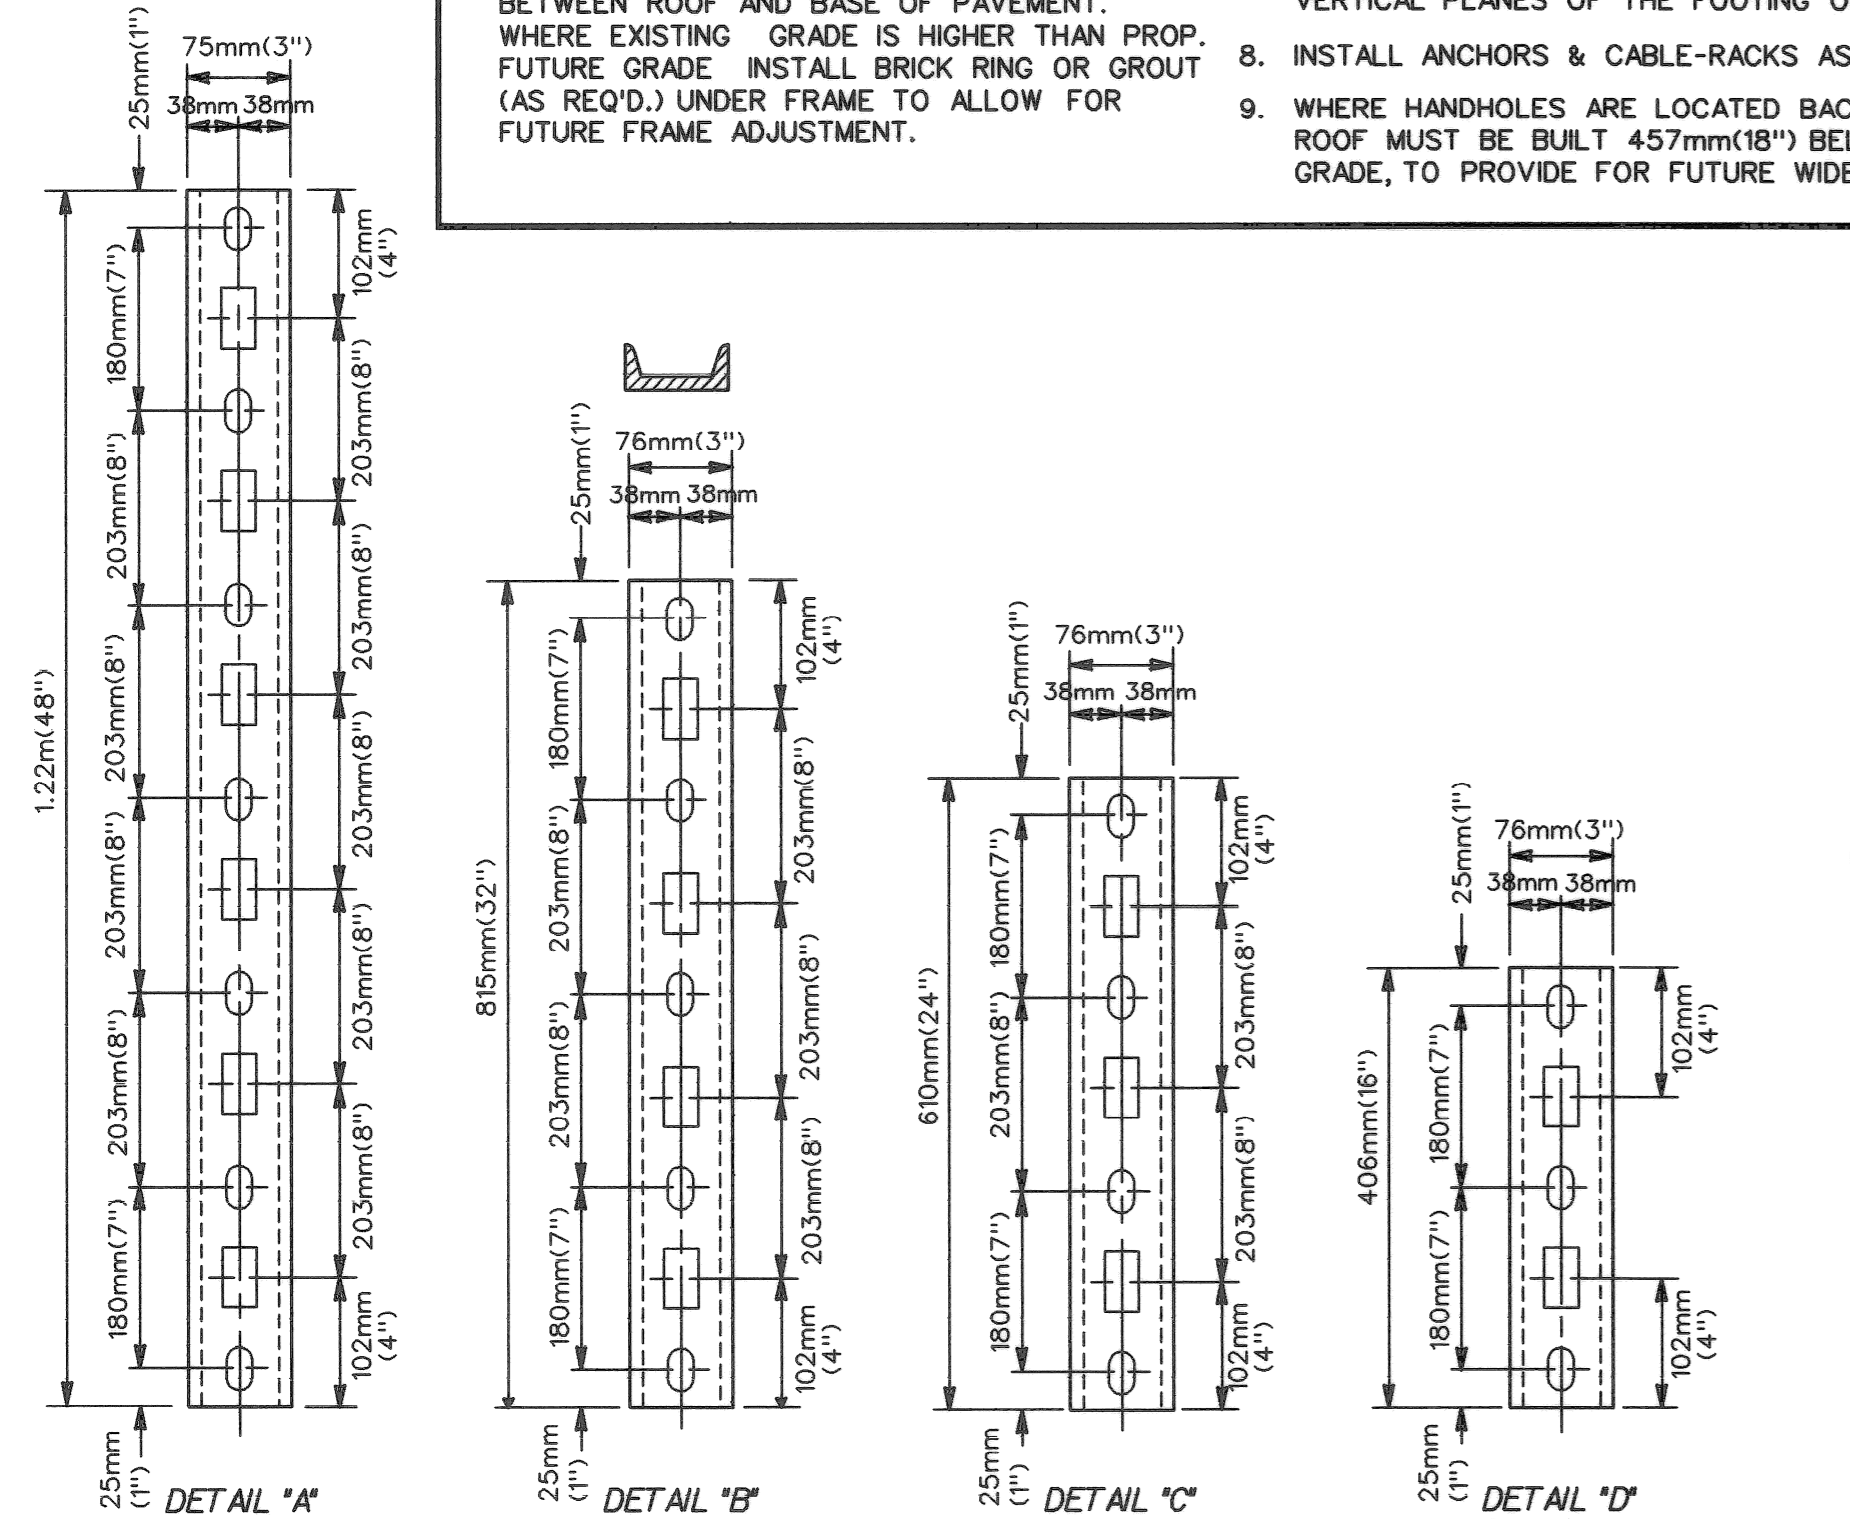 BETWEEN ROOF AND BASE OF PAVEMENT.
WHERE EXISTING GRADE IS HIGHER THAN PROP.
FUTURE GRADE INSTALL BRICK RING OR GROUT
(AS REQ'D.) UNDER FRAME TO ALLOW FOR
FUTURE FRAME ADJUSTMENT.
VERTICAL PLANES OF THE FOOTING
8. INSTALL ANCHORS & CABLE-RACKS AS
9. WHERE HANDHOLES ARE LOCATED
ROOF MUST BE BUILT 457mm(18")
GRADE, TO PROVIDE FOR FUTURE
25mm(1")
75mm(3")
38mm 38mm
1.22m(48")
180mm(7")
203mm(8")
203mm(8")
203mm(8")
203mm(8")
180mm(7")
25mm
(1")
102mm
(4")
203mm(8")
203mm(8")
203mm(8")
203mm(8")
203mm(8")
102mm
(4")
DETAIL "A"
25mm(1")
76mm(3")
38mm 38mm
815mm(32")
180mm(7")
203mm(8")
203mm(8")
180mm(7")
25mm
(1")
102mm
(4")
203mm(8")
203mm(8")
203mm(8")
102mm
(4")
DETAIL "B"
25mm(1")
76mm(3")
38mm 38mm
610mm(24")
180mm(7")
203mm(8")
180mm(7")
25mm
(1")
102mm
(4")
203mm(8")
203mm(8")
102mm
(4")
DETAIL "C"
25mm(1")
76mm(3")
38mm 38mm
406mm(16")
180mm(7")
180mm(7")
25mm
(1")
102mm
(4")
102mm
(4")
DETAIL "D"